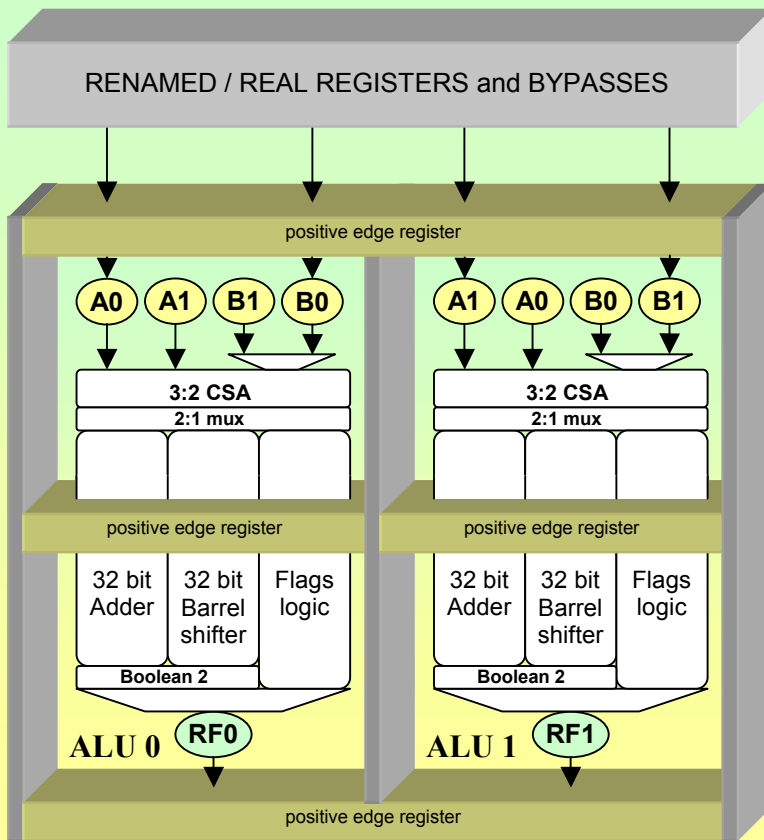 RENAMED / REAL REGISTERS and BYPASSES
positive edge register
A0 A1 B1 B0 A1 A0 B0 B1
3:2 CSA 3:2 CSA
2:1 mux 2:1 mux
positive edge register positive edge register
32 bit 32 bit Flags 32 bit 32 bit Flags
Adder Barrel logic Adder Barrel logic
shifter shifter
Boolean 2 Boolean 2
RF0 RF1
ALU 0 ALU 1
positive edge register